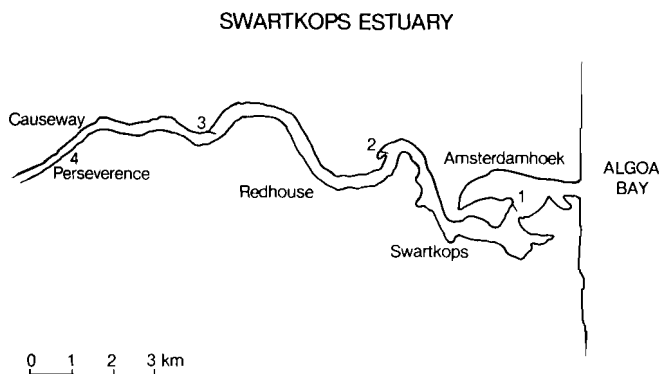 SWARTKOPS ESTUARY
Causeway
3
4
Perseverence
2
Amsterdamhoek
ALGOA
BAY
Redhouse
1
Swartkops
0 1 2 3 km